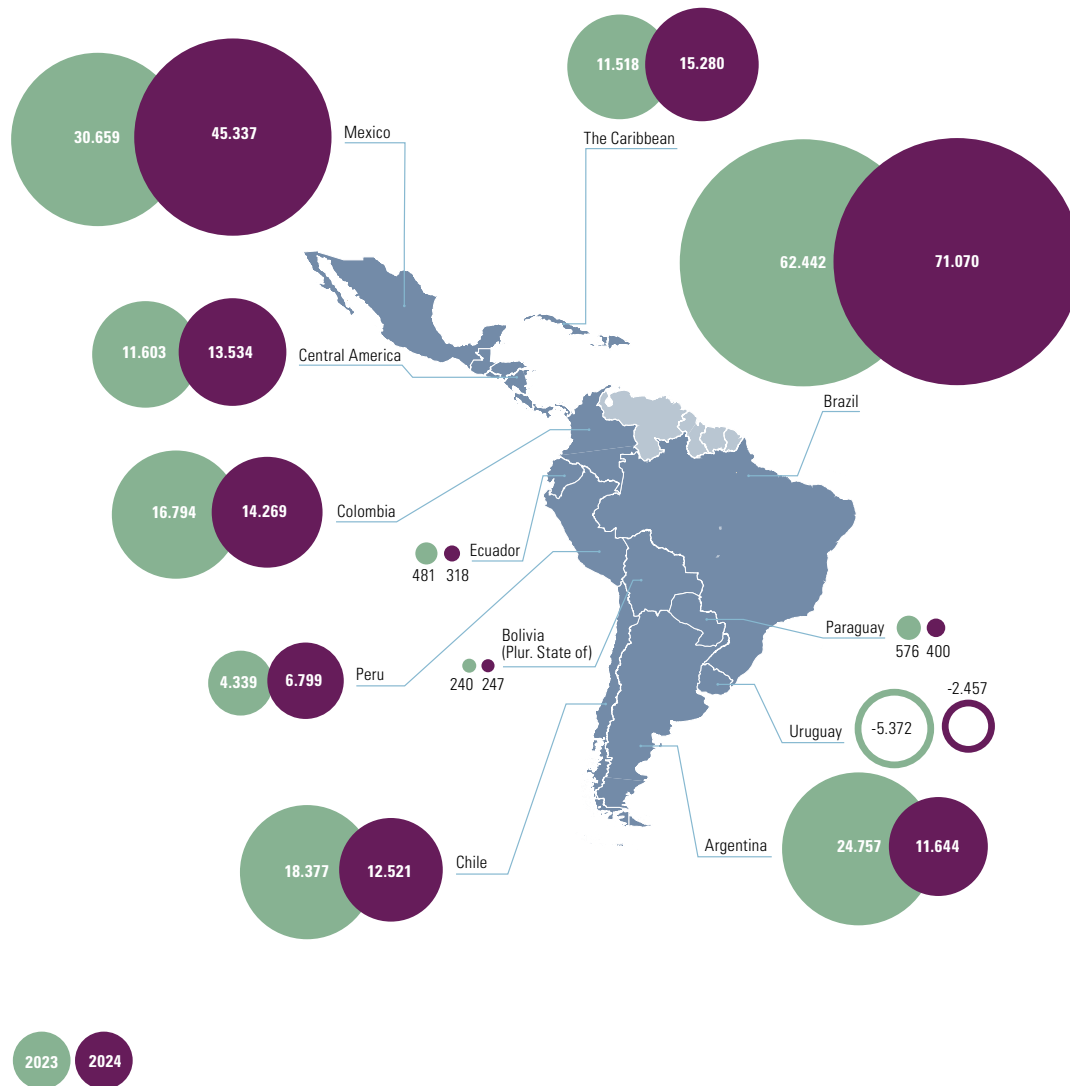 11.518
15.280
30.659
45.337
Mexico
The Caribbean
62.442
71.070
11.603
13.534
Central America
Brazil
16.794
14.269
Colombia
Ecuador
481
318
Bolivia
(Plur. State of)
240
247
Paraguay
576
400
4.339
6.799
Peru
-2.457
-5.372
Uruguay
24.757
11.644
Argentina
18.377
12.521
Chile
2023
2024